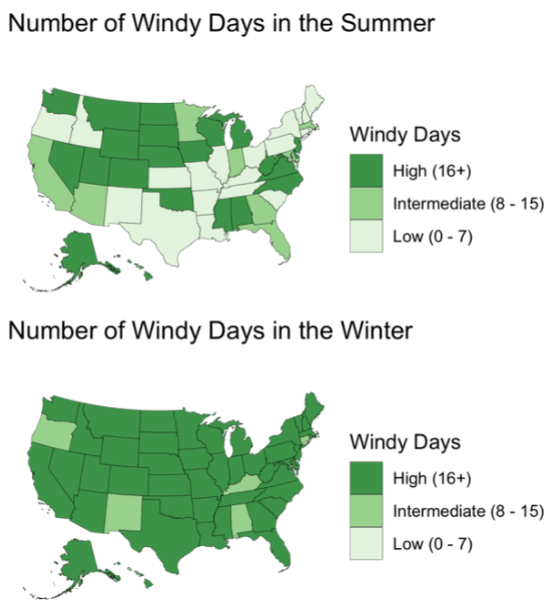 Number of Windy Days in the Summer
Windy Days
High (16+)
Intermediate (8 - 15)
Low (0 - 7)
Number of Windy Days in the Winter
Windy Days
High (16+)
Intermediate (8 - 15)
Low (0 - 7)